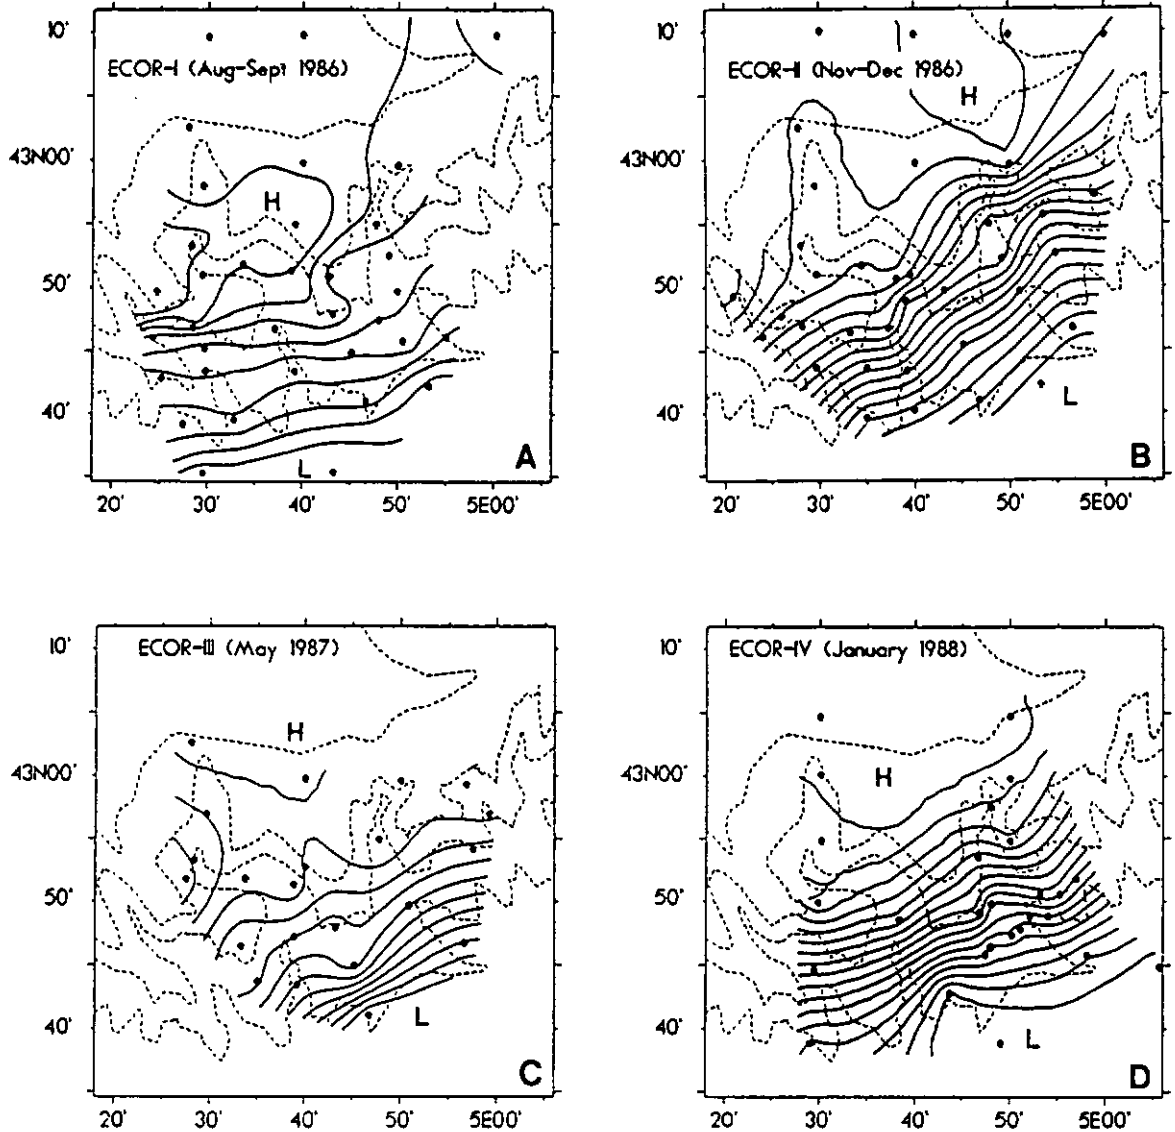 10'
ECOR-I (Aug-Sept 1986)
43N00'
H
50'
40'
L
A
20' 30' 40' 50' 5E00'
10'
ECOR-II (Nov-Dec 1986)
H
43N00'
50'
40'
L
B
20' 30' 40' 50' 5E00'
10'
ECOR-III (May 1987)
H
43N00'
50'
40'
L
C
20' 30' 40' 50' 5E00'
10'
ECOR-IV (January 1988)
43N00'
H
50'
40'
L
D
20' 30' 40' 50' 5E00'